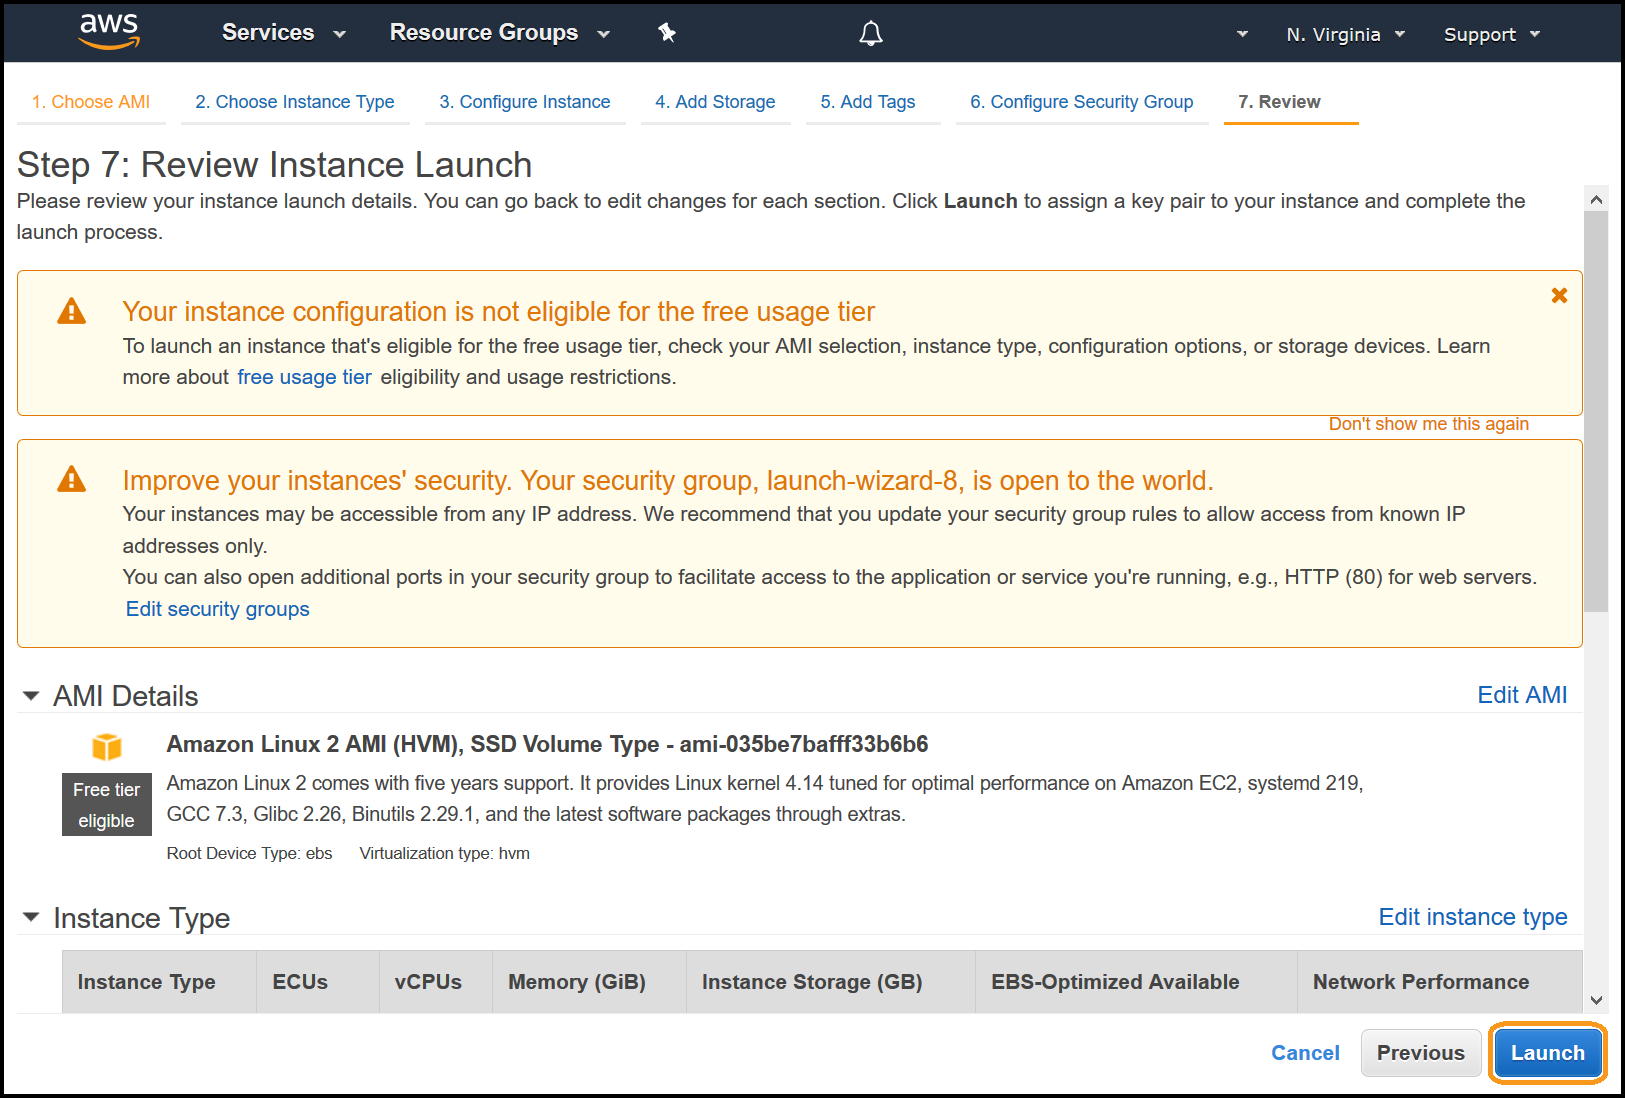 aws Services Resource Groups N. Virginia Support
1. Choose AMI 2. Choose Instance Type 3. Configure Instance 4. Add Storage 5. Add Tags 6. Configure Security Group 7. Review
Step 7: Review Instance Launch
Please review your instance launch details. You can go back to edit changes for each section. Click Launch to assign a key pair to your instance and complete the
launch process.
Your instance configuration is not eligible for the free usage tier
To launch an instance that's eligible for the free usage tier, check your AMI selection, instance type, configuration options, or storage devices. Learn
more about free usage tier eligibility and usage restrictions.
Don't show me this again
Improve your instances' security. Your security group, launch-wizard-8, is open to the world.
Your instances may be accessible from any IP address. We recommend that you update your security group rules to allow access from known IP
addresses only.
You can also open additional ports in your security group to facilitate access to the application or service you're running, e.g., HTTP (80) for web servers.
Edit security groups
AMI Details Edit AMI
Amazon Linux 2 AMI (HVM), SSD Volume Type - ami-035be7bafff33b6b6
Free tier
eligible
Amazon Linux 2 comes with five years support. It provides Linux kernel 4.14 tuned for optimal performance on Amazon EC2, systemd 219,
GCC 7.3, Glibc 2.26, Binutils 2.29.1, and the latest software packages through extras.
Root Device Type: ebs Virtualization type: hvm
Instance Type Edit instance type
Instance Type ECUs vCPUs Memory (GiB) Instance Storage (GB) EBS-Optimized Available Network Performance
Cancel Previous Launch